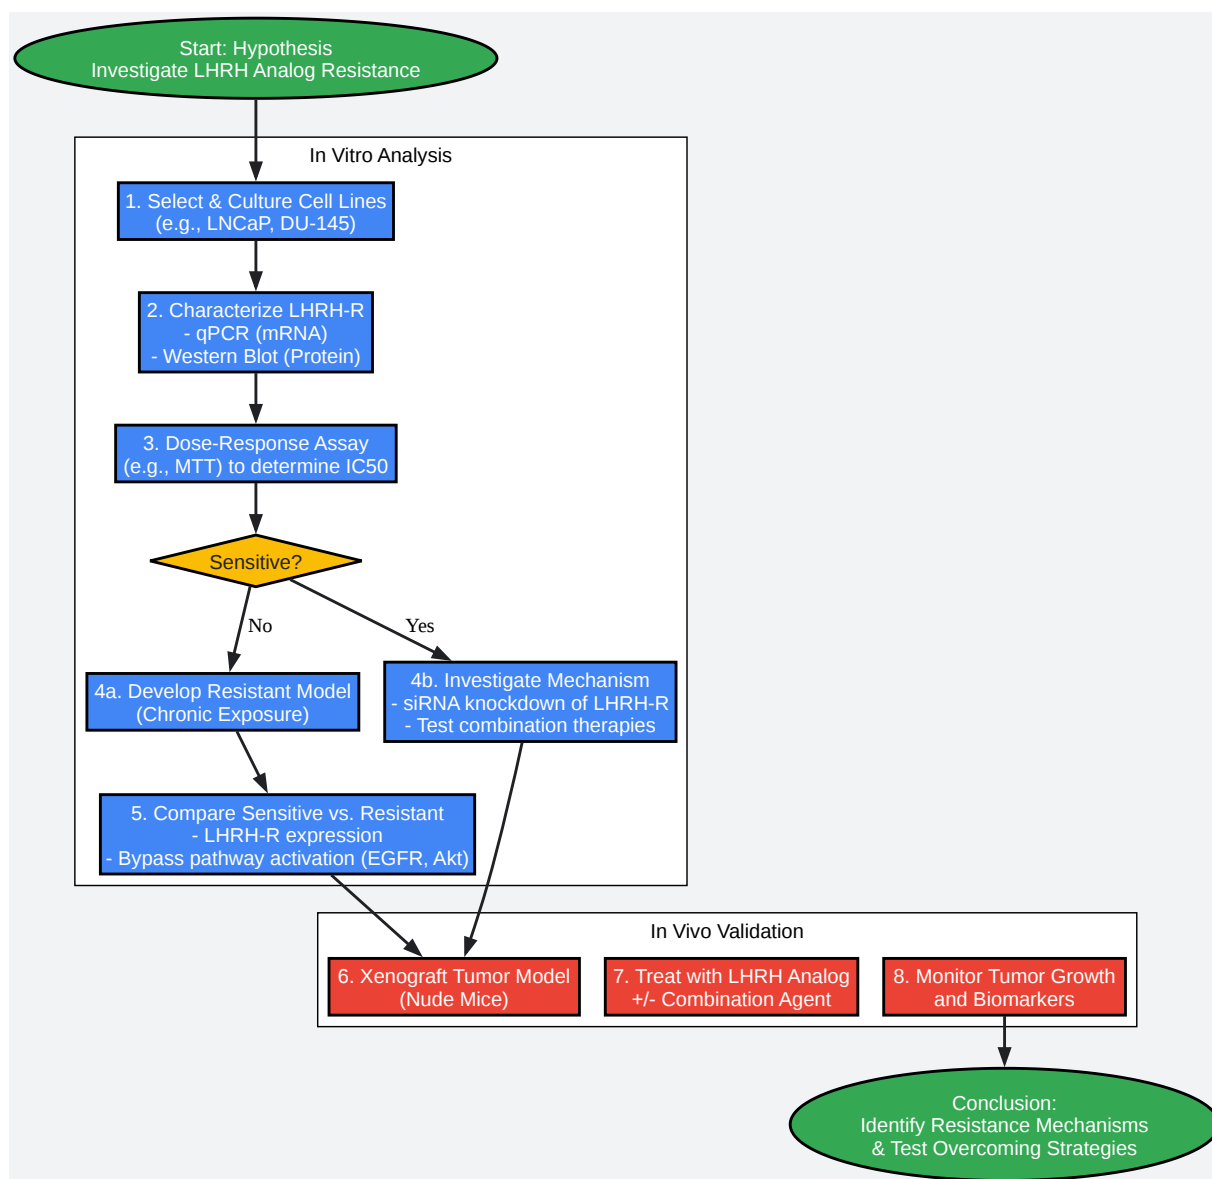 Start: Hypothesis
Investigate LHRH Analog Resistance
In Vitro Analysis
1. Select & Culture Cell Lines
(e.g., LNCaP, DU-145)
2. Characterize LHRH-R
- qPCR (mRNA)
- Western Blot (Protein)
3. Dose-Response Assay
(e.g., MTT) to determine IC50
Sensitive?
No
Yes
4a. Develop Resistant Model
(Chronic Exposure)
4b. Investigate Mechanism
- siRNA knockdown of LHRH-R
- Test combination therapies
5. Compare Sensitive vs. Resistant
- LHRH-R expression
- Bypass pathway activation (EGFR, Akt)
In Vivo Validation
6. Xenograft Tumor Model
(Nude Mice)
7. Treat with LHRH Analog
+/- Combination Agent
8. Monitor Tumor Growth
and Biomarkers
Conclusion:
Identify Resistance Mechanisms
& Test Overcoming Strategies